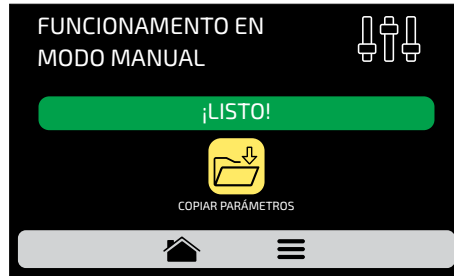 FUNCIONAMENTO EN
MODO MANUAL
¡LISTO!
COPIAR PARÁMETROS